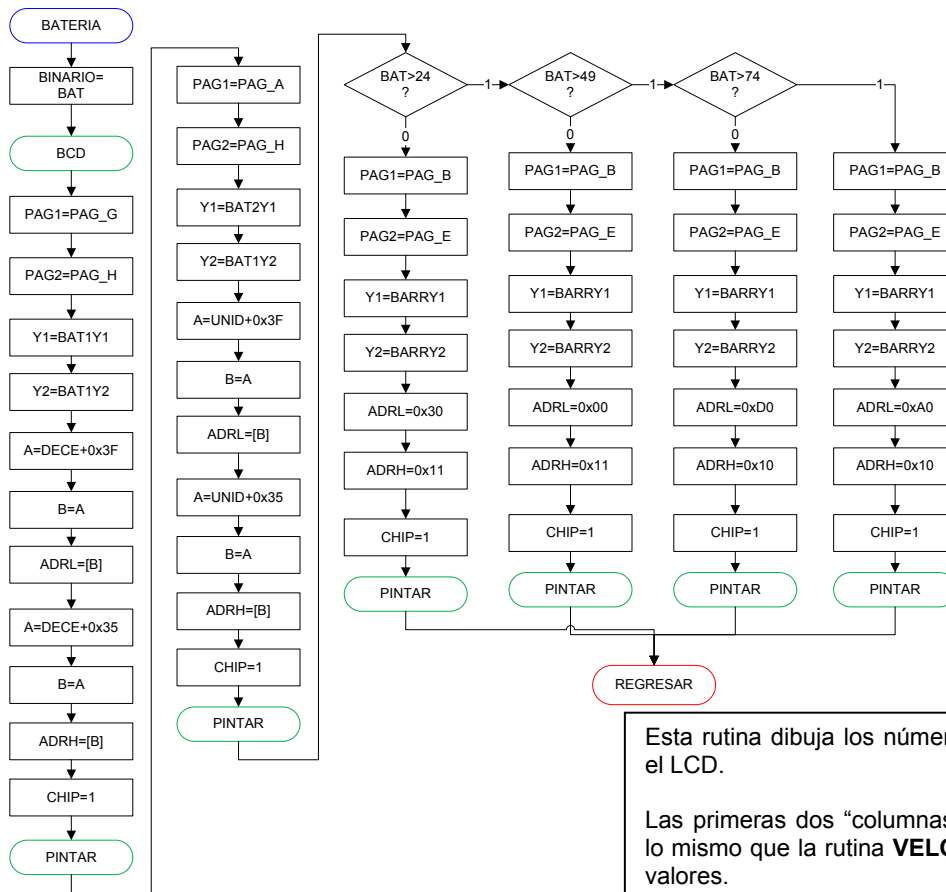 BATERIA
BINARIO=
BAT
BCD
PAG1=PAG_G
PAG2=PAG_H
Y1=BAT1Y1
Y2=BAT1Y2
A=DECE+0x3F
B=A
ADRL=[B]
A=DECE+0x35
B=A
ADRH=[B]
CHIP=1
PINTAR
PAG1=PAG_A
PAG2=PAG_H
Y1=BAT2Y1
Y2=BAT1Y2
A=UNID+0x3F
B=A
ADRL=[B]
A=UNID+0x35
B=A
ADRH=[B]
CHIP=1
PINTAR
BAT>24
?
1
0
PAG1=PAG_B
PAG2=PAG_E
Y1=BARRY1
Y2=BARRY2
ADRL=0x30
ADRH=0x11
CHIP=1
PINTAR
BAT>49
?
1
0
PAG1=PAG_B
PAG2=PAG_E
Y1=BARRY1
Y2=BARRY2
ADRL=0x00
ADRH=0x11
CHIP=1
PINTAR
BAT>74
?
1
0
PAG1=PAG_B
PAG2=PAG_E
Y1=BARRY1
Y2=BARRY2
ADRL=0xD0
ADRH=0x10
CHIP=1
PINTAR
PAG1=PAG_B
PAG2=PAG_E
Y1=BARRY1
Y2=BARRY2
ADRL=0xA0
ADRH=0x10
CHIP=1
PINTAR
REGRESAR
Esta rutina dibuja los númer
el LCD.
Las primeras dos “columnas
lo mismo que la rutina VELO
valores.